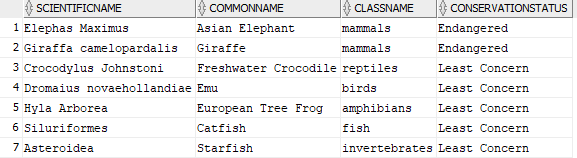 SCIENTIFICNAME COMMONNAME CLASSNAME CONSERVATIONSTATUS
1 Elephas Maximus Asian Elephant mammals Endangered
2 Giraffa camelopardalis Giraffe mammals Endangered
3 Crocodylus Johnstoni Freshwater Crocodile reptiles Least Concern
4 Dromaius novaehollandiae Emu birds Least Concern
5 Hyla Arborea European Tree Frog amphibians Least Concern
6 Siluriformes Catfish fish Least Concern
7 Asteroidea Starfish invertebrates Least Concern